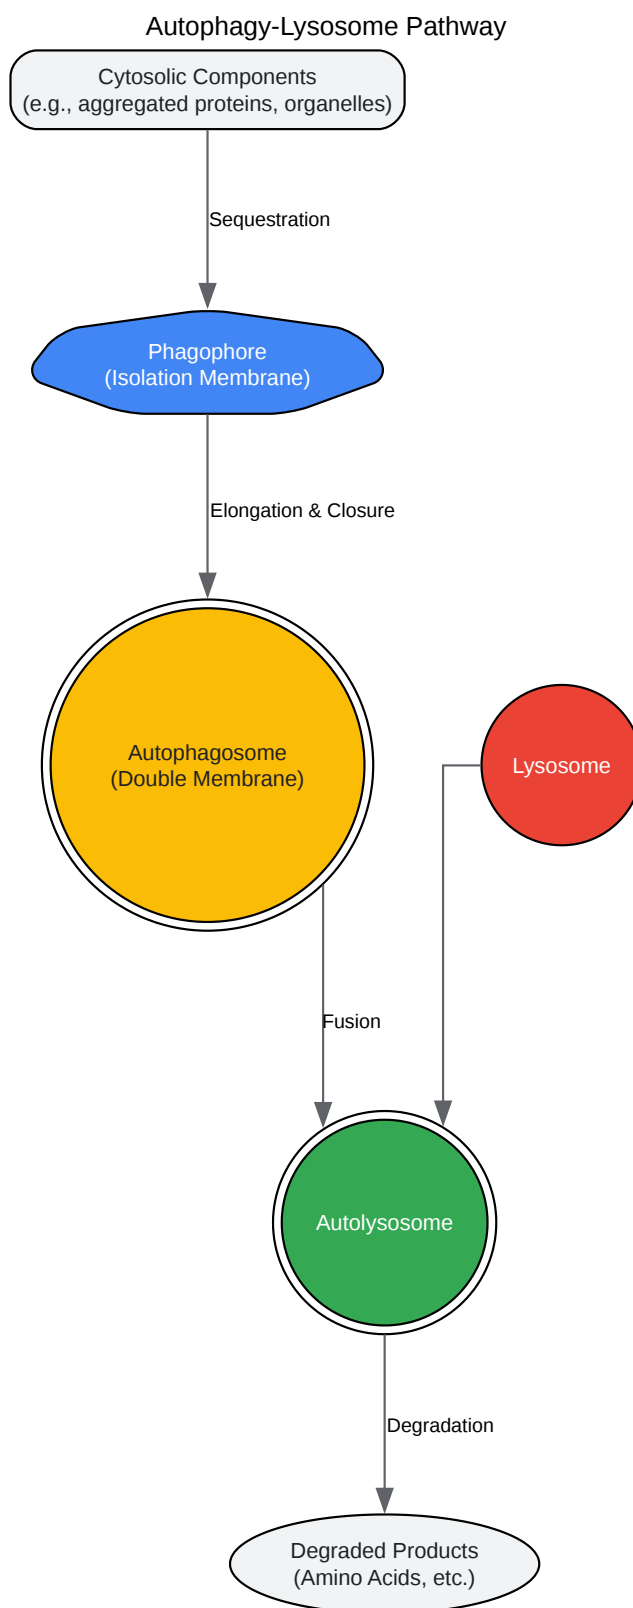 Autophagy-Lysosome Pathway
Cytosolic Components
(e.g., aggregated proteins, organelles)
Sequestration
Phagophore
(Isolation Membrane)
Elongation & Closure
Autophagosome
(Double Membrane)
Lysosome
Fusion
Autolysosome
Degradation
Degraded Products
(Amino Acids, etc.)